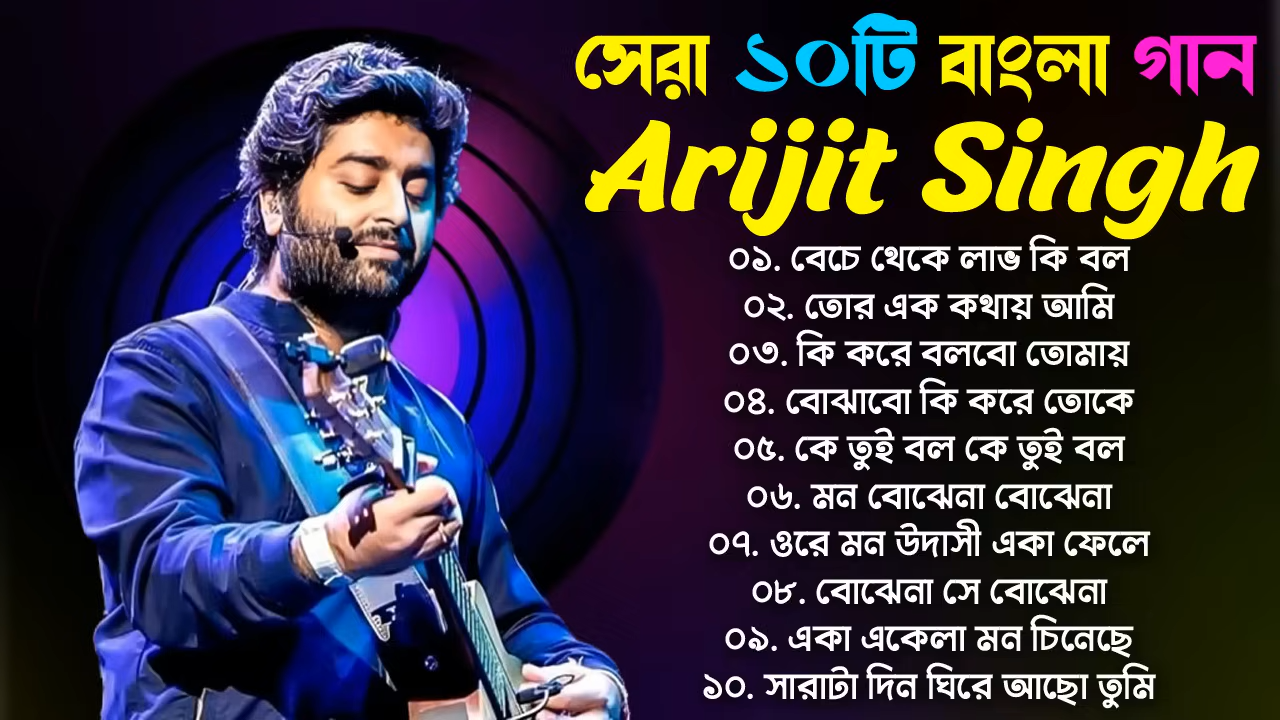 সেরা ১০টি বাংলা গান
Arijit Singh
০১. বেচে থেকে লাভ কি বল
০২. তোর এক কথায় আমি
০৩. কি করে বলবো তোমায়
০৪. বোঝাবো কি করে তোকে
০৫. কে তুই বল কে তুই বল
০৬. মন বোঝেনা বোঝেনা
০৭. ওরে মন উদাসী একা ফেলে
০৮. বোঝেনা সে বোঝেনা
০৯. একা একেলা মন চিনেছে
১০. সারাটা দিন ঘিরে আছো তুমি